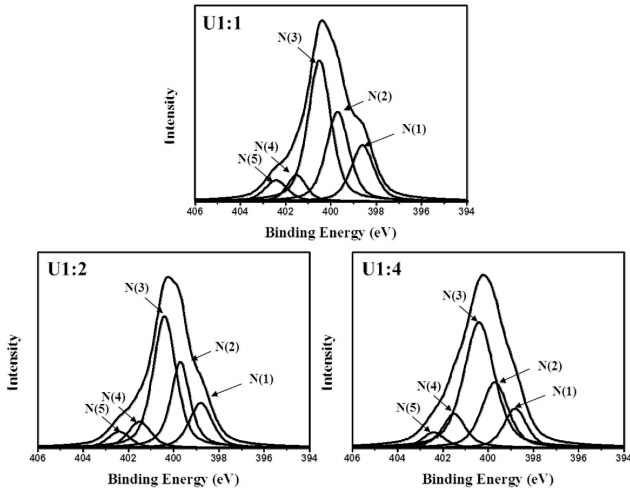 U1:1
N(3)
N(2)
N(1)
N(4)
N(5)
Intensity
406 404 402 400 398 396 394
Binding Energy (eV)
U1:2
N(3)
N(2)
N(1)
N(4)
N(5)
Intensity
406 404 402 400 398 396 394
Binding Energy (eV)
U1:4
N(3)
N(2)
N(1)
N(4)
N(5)
Intensity
406 404 402 400 398 396 394
Binding Energy (eV)